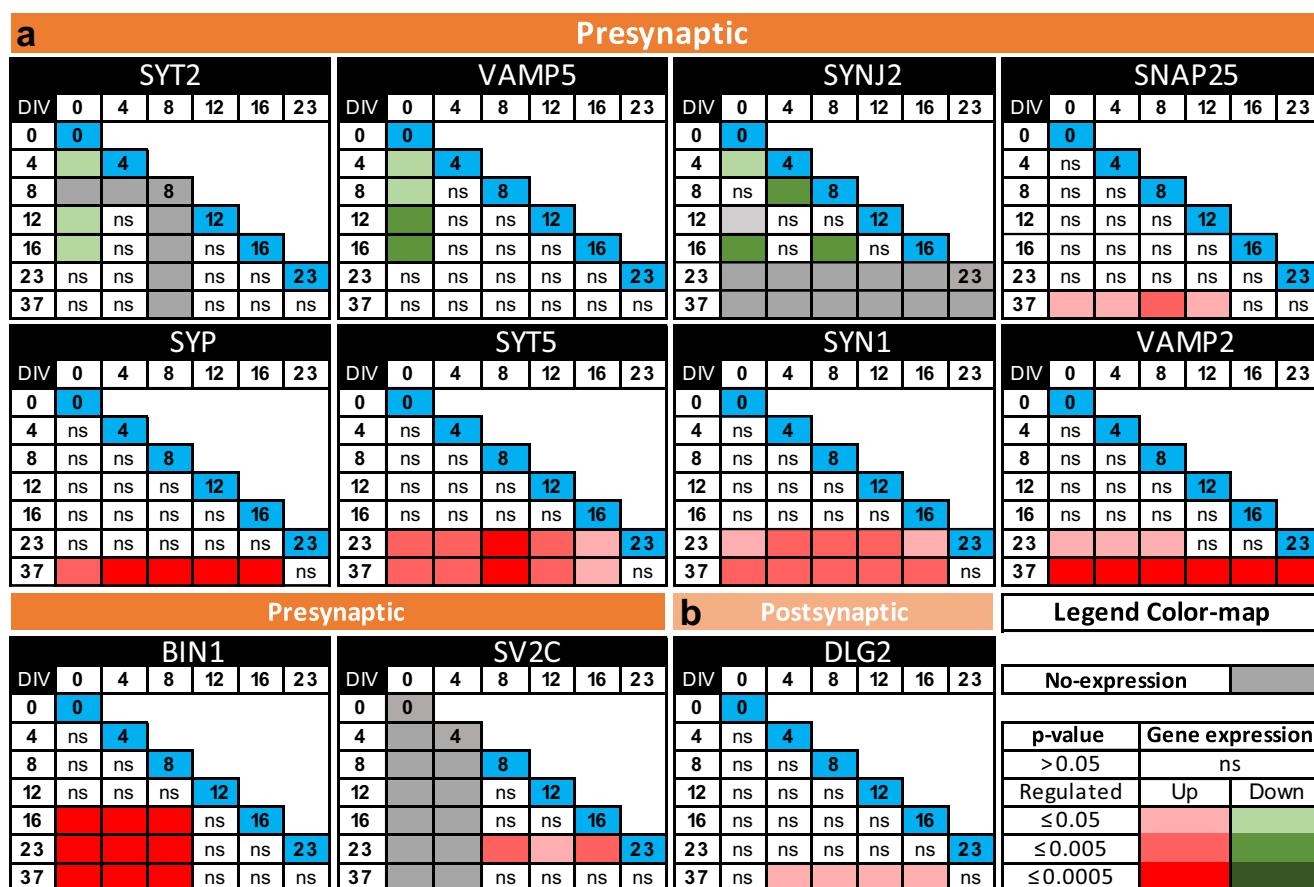 a Presynaptic
SYT2 VAMP5 SYNJ2 SNAP25
DIV 0 4 8 12 16 23 DIV 0 4 8 12 16 23 DIV 0 4 8 12 16 23 DIV 0 4 8 12 16 23
0 0 0 0 0 0 0 0
4 4 4 4 4 4 4 ns 4
8 8 8 ns 8 8 ns 8 8 ns ns 8
12 ns 12 12 ns ns 12 12 ns ns 12 12 ns ns ns 12
16 ns ns 16 16 ns ns ns 16 16 ns 16 16 ns ns ns ns 16
23 ns ns ns ns 23 23 ns ns ns ns ns 23 23 23 23 ns ns ns ns ns 23
37 ns ns ns ns ns 37 ns ns ns ns ns ns 37 37 ns ns
SYP SYT5 SYN1 VAMP2
DIV 0 4 8 12 16 23 DIV 0 4 8 12 16 23 DIV 0 4 8 12 16 23 DIV 0 4 8 12 16 23
0 0 0 0 0 0 0 0
4 ns 4 4 ns 4 4 ns 4 4 ns 4
8 ns ns 8 8 ns ns 8 8 ns ns 8 8 ns ns 8
12 ns ns ns 12 12 ns ns ns 12 12 ns ns ns 12 12 ns ns ns 12
16 ns ns ns ns 16 16 ns ns ns ns 16 16 ns ns ns ns 16 16 ns ns ns ns 16
23 ns ns ns ns ns 23 23 23 23 23 23 ns ns 23
37 ns 37 ns 37 ns 37
Presynaptic b Postsynaptic Legend Color-map
BIN1 SV2C DLG2
DIV 0 4 8 12 16 23 DIV 0 4 8 12 16 23 DIV 0 4 8 12 16 23 No-expression
0 0 0 0 0 0
4 ns 4 4 4 4 ns 4 p-value Gene expression
8 ns ns 8 8 8 8 ns ns 8 >0.05 ns
12 ns ns ns 12 12 ns 12 12 ns ns ns 12 Regulated Up Down
16 ns 16 16 ns ns 16 16 ns ns ns ns 16 ≤0.05
23 ns ns 23 23 23 23 ns ns ns ns ns 23 ≤0.005
37 ns ns ns 37 ns ns ns ns 37 ns ns ≤0.0005